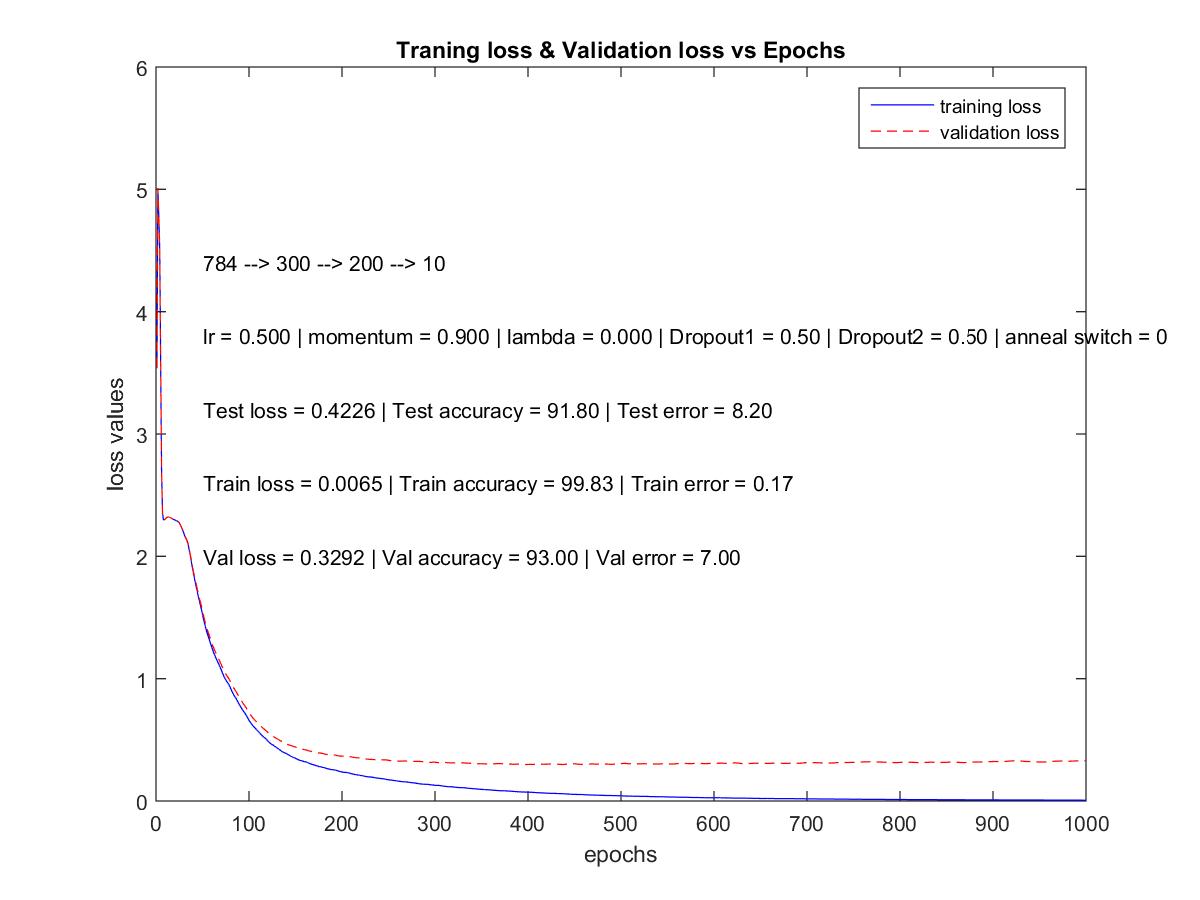 Traning loss & Validation loss vs Epochs
6
training loss
validation loss
5
784 --> 300 --> 200 --> 10
4
lr = 0.500 | momentum = 0.900 | lambda = 0.000 | Dropout1 = 0.50 | Dropout2 = 0.50 | anneal switch = 0
Test loss = 0.4226 | Test accuracy = 91.80 | Test error = 8.20
3
loss values
Train loss = 0.0065 | Train accuracy = 99.83 | Train error = 0.17
2
Val loss = 0.3292 | Val accuracy = 93.00 | Val error = 7.00
1
0
0 100 200 300 400 500 600 700 800 900 1000
epochs